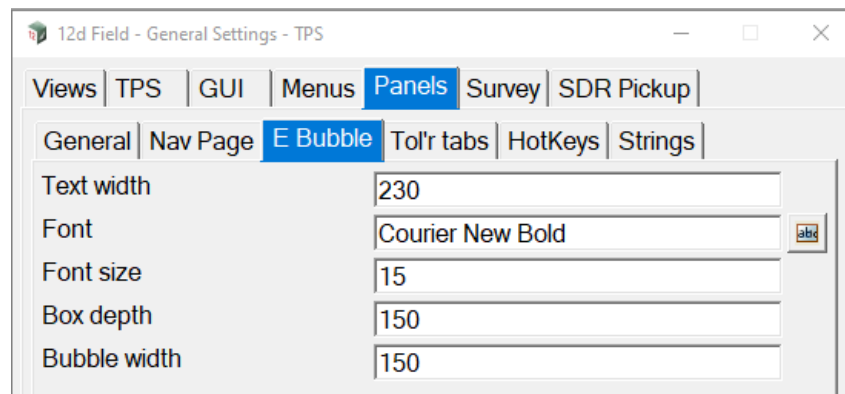 12d Field - General Settings - TPS
Views TPS GUI Menus Panels Survey SDR Pickup
General Nav Page E Bubble Tol'r tabs HotKeys Strings
Text width 230
Font Courier New Bold abc
Font size 15
Box depth 150
Bubble width 150